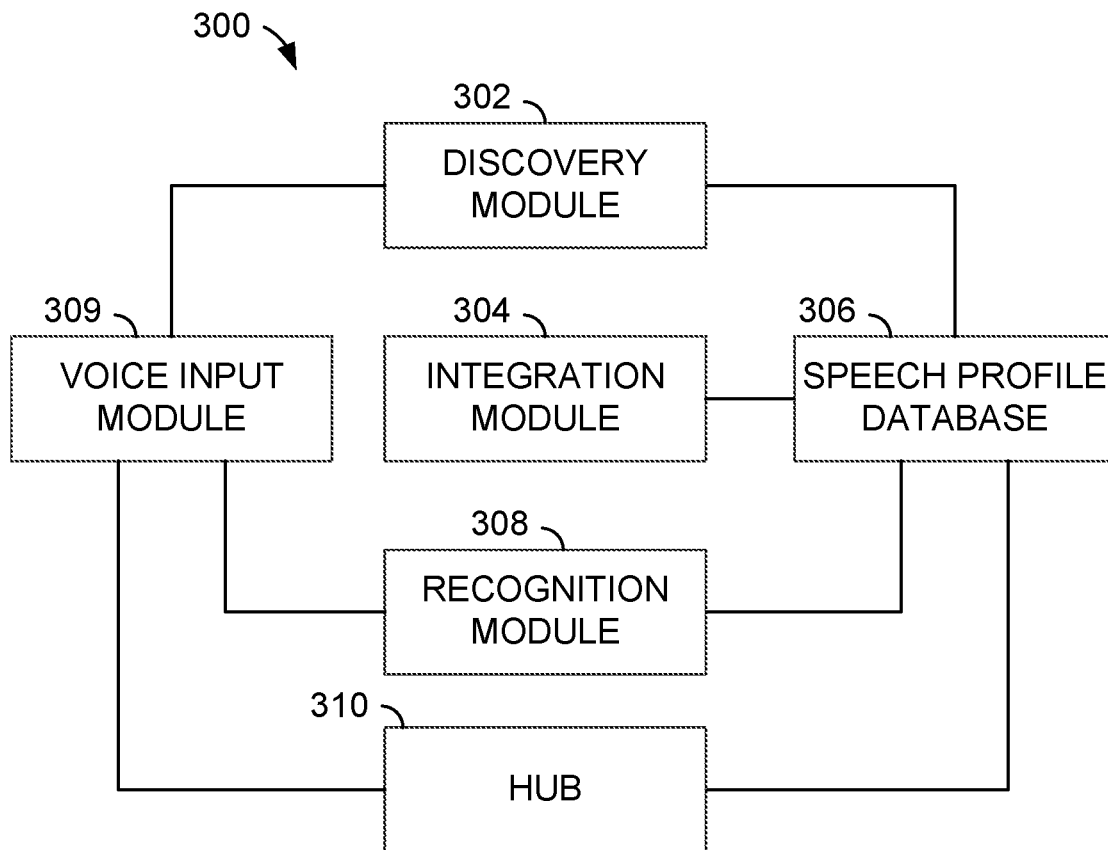 300
302
DISCOVERY
MODULE
309
VOICE INPUT
MODULE
304
INTEGRATION
MODULE
306
SPEECH PROFILE
DATABASE
308
RECOGNITION
MODULE
310
HUB